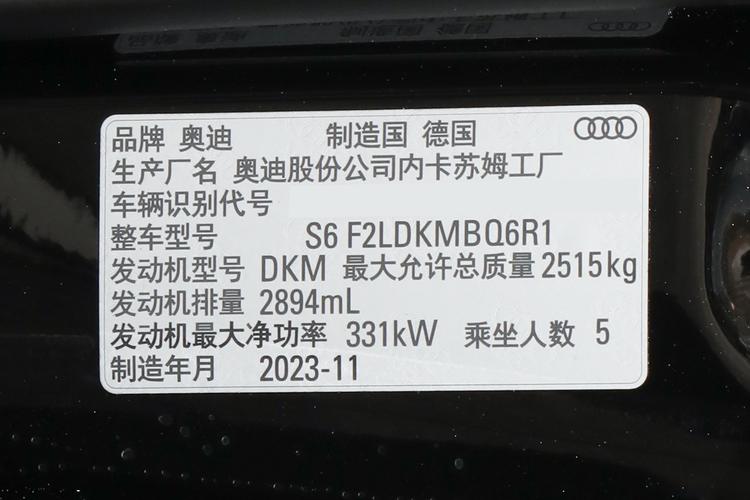 品牌 奥迪 制造国 德国
生产厂名 奥迪股份公司内卡苏姆工厂
车辆识别代号
整车型号 S6 F2LDKMBQ6R1
发动机型号 DKM 最大允许总质量 2515kg
发动机排量 2894mL
发动机最大净功率 331kW 乘坐人数 5
制造年月 2023-11